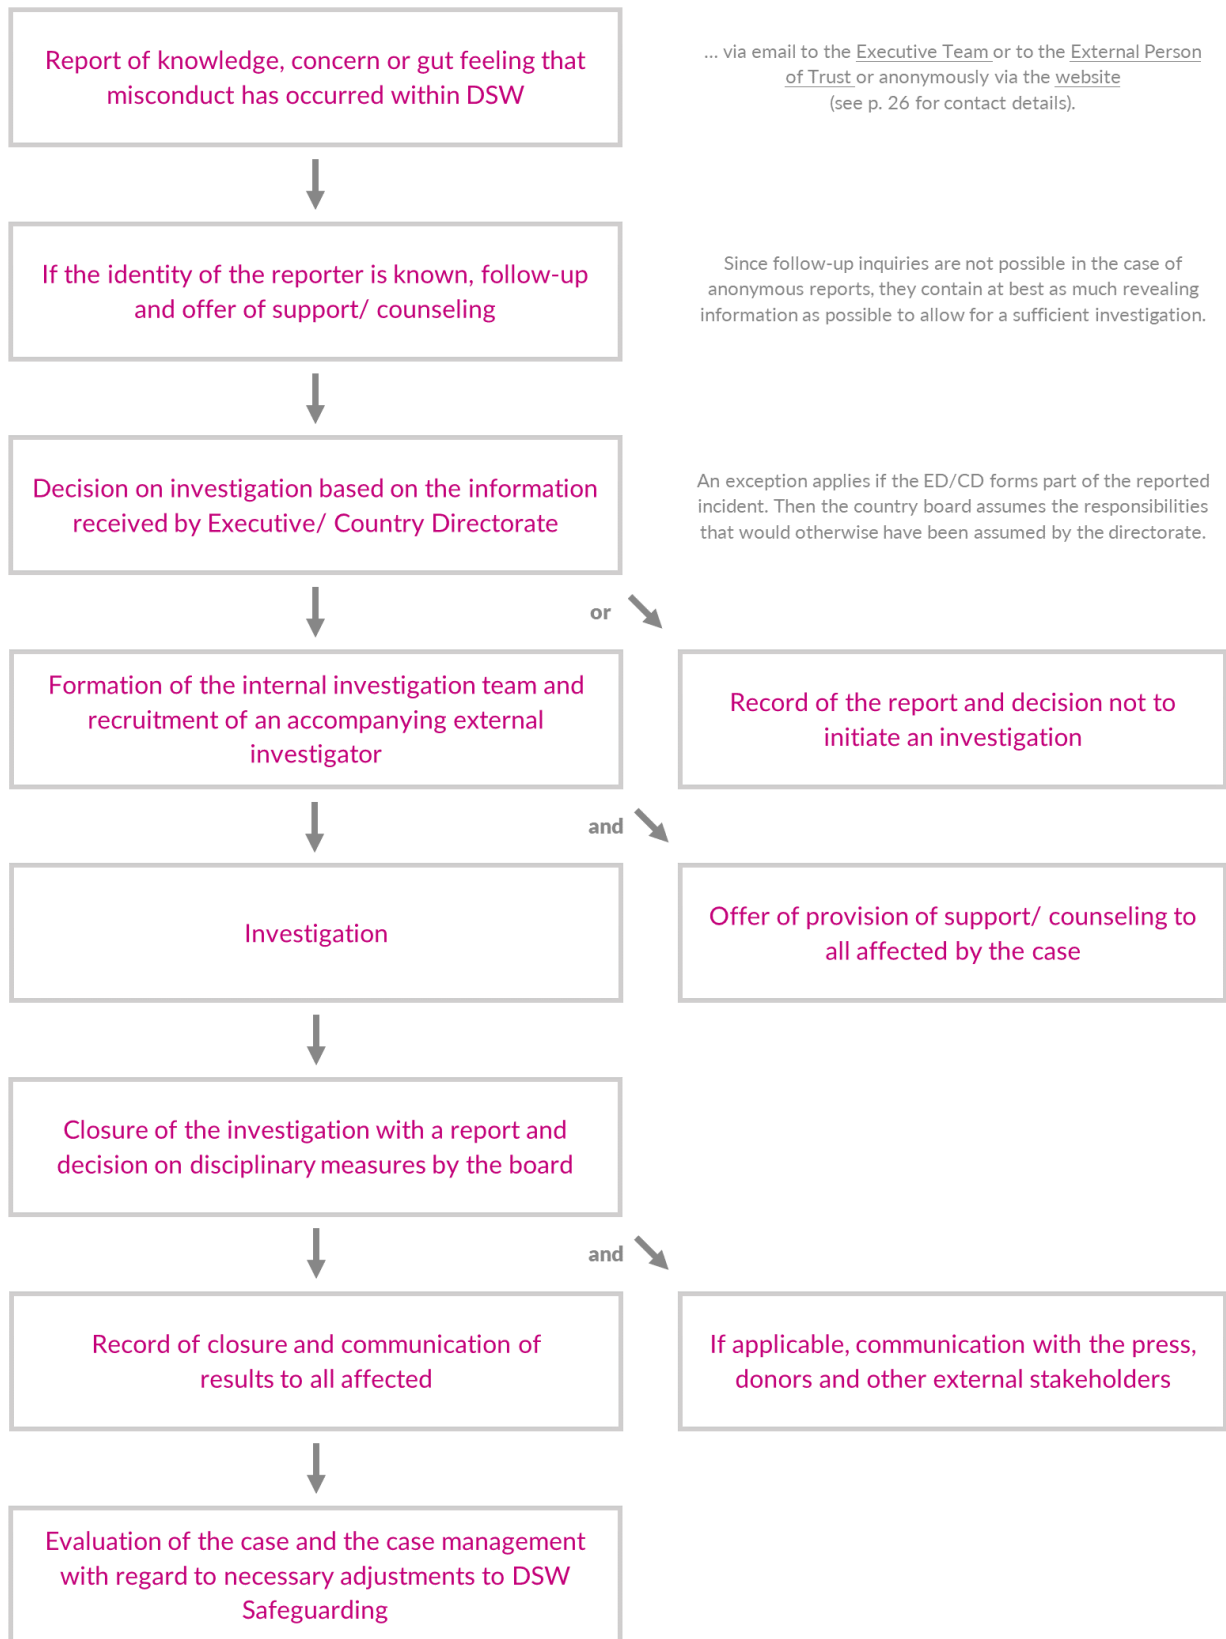 Report of knowledge, concern or gut feeling that
misconduct has occurred within DSW
... via email to the Executive Team or to the External Person
of Trust or anonymously via the website
(see p. 26 for contact details).
If the identity of the reporter is known, follow-up
and offer of support/ counseling
Since follow-up inquiries are not possible in the case of
anonymous reports, they contain at best as much revealing
information as possible to allow for a sufficient investigation.
Decision on investigation based on the information
received by Executive/ Country Directorate
An exception applies if the ED/CD forms part of the reported
incident. Then the country board assumes the responsibilities
that would otherwise have been assumed by the directorate.
or
Formation of the internal investigation team and
recruitment of an accompanying external
investigator
Record of the report and decision not to
initiate an investigation
and
Investigation
Offer of provision of support/ counseling to
all affected by the case
Closure of the investigation with a report and
decision on disciplinary measures by the board
and
Record of closure and communication of
results to all affected
If applicable, communication with the press,
donors and other external stakeholders
Evaluation of the case and the case management
with regard to necessary adjustments to DSW
Safeguarding